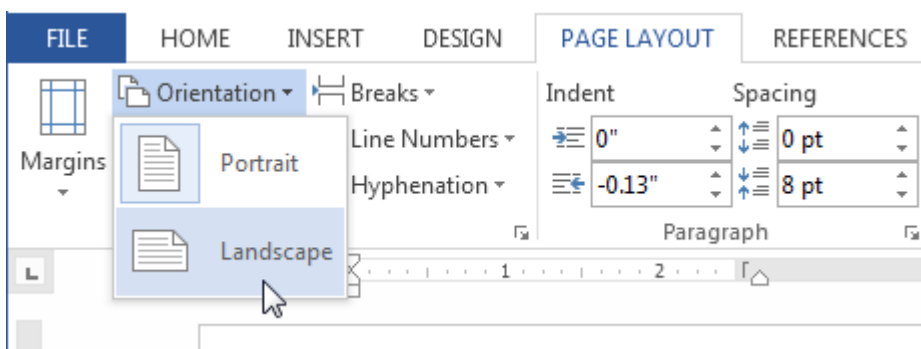 FILE HOME INSERT DESIGN PAGE LAYOUT REFERENCES
Orientation Breaks Indent Spacing
Margins Portrait Line Numbers 0" 0 pt
Hyphenation -0.13" 8 pt
Landscape Paragraph
L 1 2